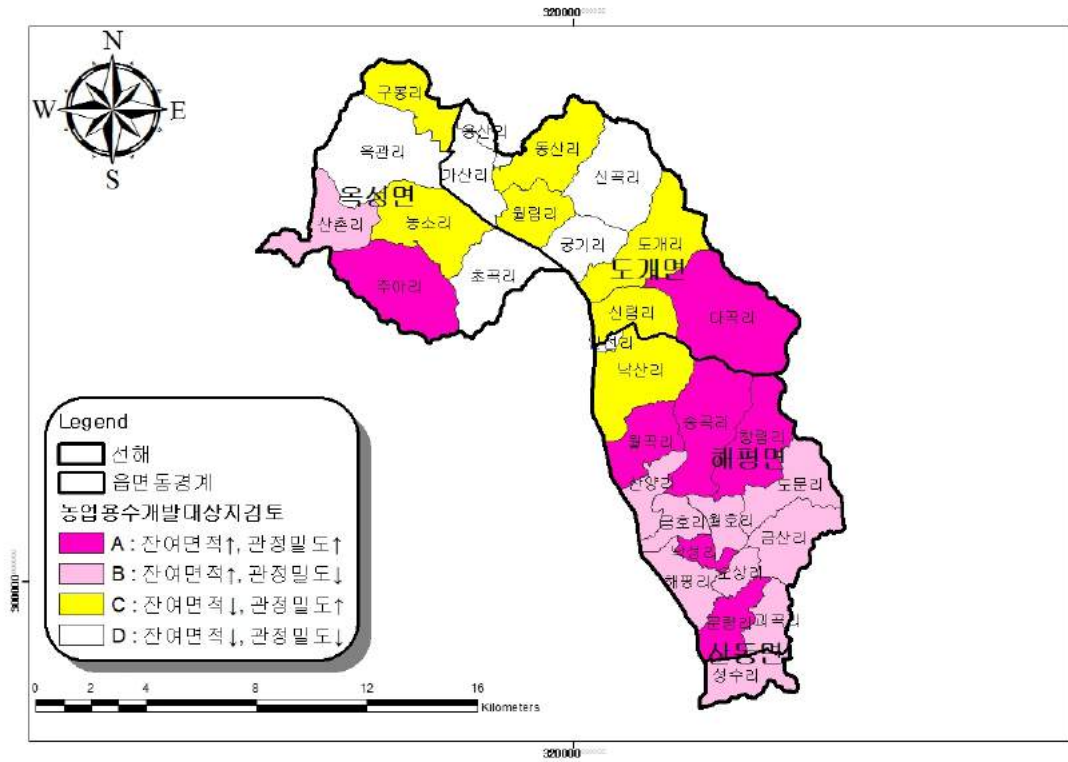 320000
N
W
E
S
구봉리
용산리
동산리
옥관리
가산리
신곡리
옥성면
산촌리
농소리
월림리
궁기리
도개리
도개면
초곡리
주아리
신림리
다곡리
낙산리
송곡리
월곡리
창림리
해평면
산양리
도문리
금호리
월호리
금산리
낙성리
해평리
오상리
문량리
괴곡리
산동면
성수리
Legend
선해
읍면동경계
농업용수개발대상지검토
A : 잔여면적↑, 관정밀도↑
B : 잔여면적↑, 관정밀도↓
C : 잔여면적↓, 관정밀도↑
D : 잔여면적↓, 관정밀도↓
300000
0 2 4 8 12 16
Kilometers
320000